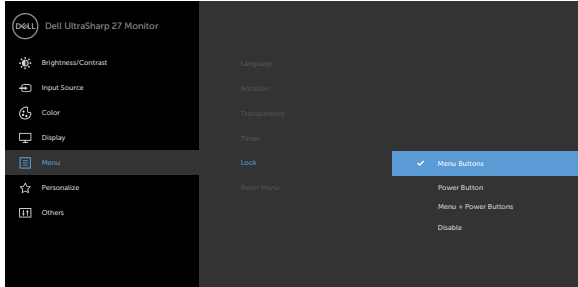 DELL Dell UltraSharp 27 Monitor
Brightness/Contrast
Input Source
Color
Display
Menu
Personalize
Others
Language
Rotation
Transparency
Timer
Lock
Reset Menu
Menu Buttons
Power Button
Menu + Power Buttons
Disable